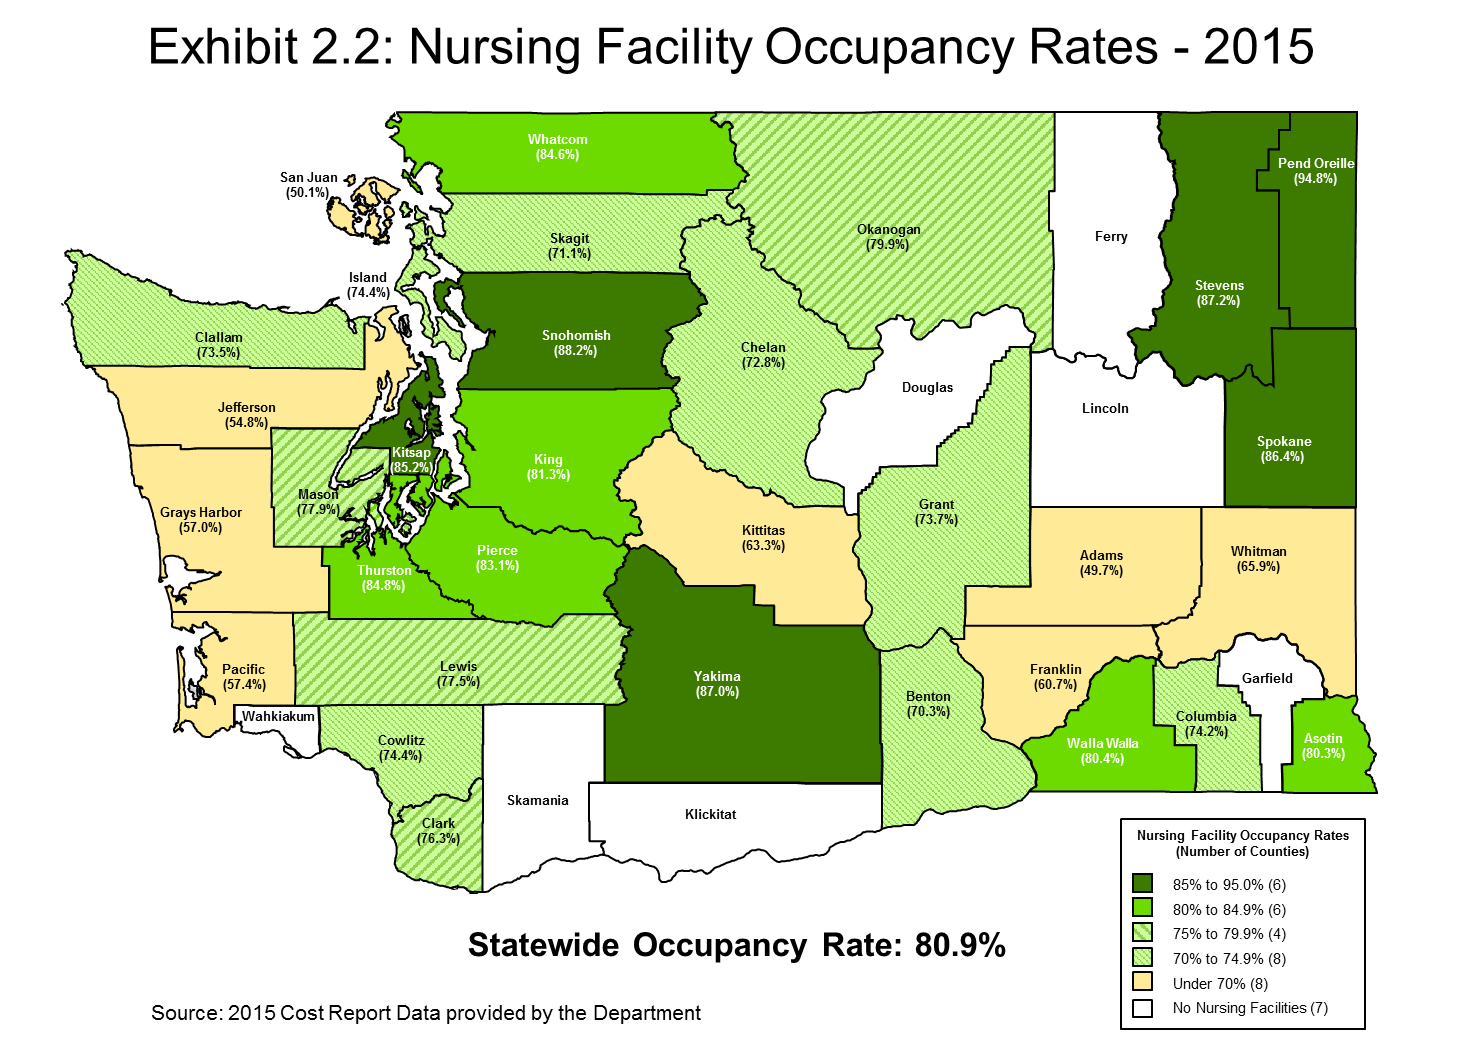 Exhibit 2.2: Nursing Facility Occupancy Rates - 2015
Whatcom
(84.6%)
San Juan
(50.1%)
Skagit
(71.1%)
Okanogan
(79.9%)
Ferry
Pend Oreille
(94.8%)
Stevens
(87.2%)
Island
(74.4%)
Clallam
(73.5%)
Snohomish
(88.2%)
Chelan
(72.8%)
Douglas
Lincoln
Spokane
(86.4%)
Jefferson
(54.8%)
Kitsap
(85.2%)
King
(81.3%)
Mason
(77.9%)
Grays Harbor
(57.0%)
Grant
(73.7%)
Kittitas
(63.3%)
Adams
(49.7%)
Whitman
(65.9%)
Pierce
(83.1%)
Thurston
(84.8%)
Pacific
(57.4%)
Lewis
(77.5%)
Yakima
(87.0%)
Benton
(70.3%)
Franklin
(60.7%)
Garfield
Wahkiakum
Cowlitz
(74.4%)
Columbia
(74.2%)
Walla Walla
(80.4%)
Asotin
(80.3%)
Skamania
Klickitat
Clark
(76.3%)
Nursing Facility Occupancy Rates
(Number of Counties)
85% to 95.0% (6)
80% to 84.9% (6)
75% to 79.9% (4)
70% to 74.9% (8)
Under 70% (8)
No Nursing Facilities (7)
Statewide Occupancy Rate: 80.9%
Source: 2015 Cost Report Data provided by the Department